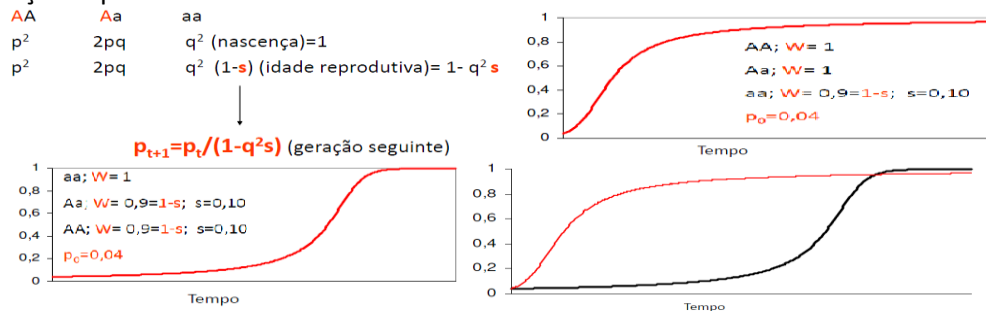 AA Aa aa
p² 2pq q² (nascença)=1
p² 2pq q² (1-s) (idade reprodutiva)= 1- q² s
pₜ₊₁=pₜ/(1-q²s) (geração seguinte)
1
0,8
0,6
0,4
0,2
0
AA; W= 1
Aa; W= 1
aa; W= 0,9=1-s; s=0,10
p₀=0,04
Tempo
1
0,8
0,6
0,4
0,2
0
aa; W= 1
Aa; W= 0,9=1-s; s=0,10
AA; W= 0,9=1-s; s=0,10
p₀=0,04
Tempo
1
0,8
0,6
0,4
0,2
0
Tempo